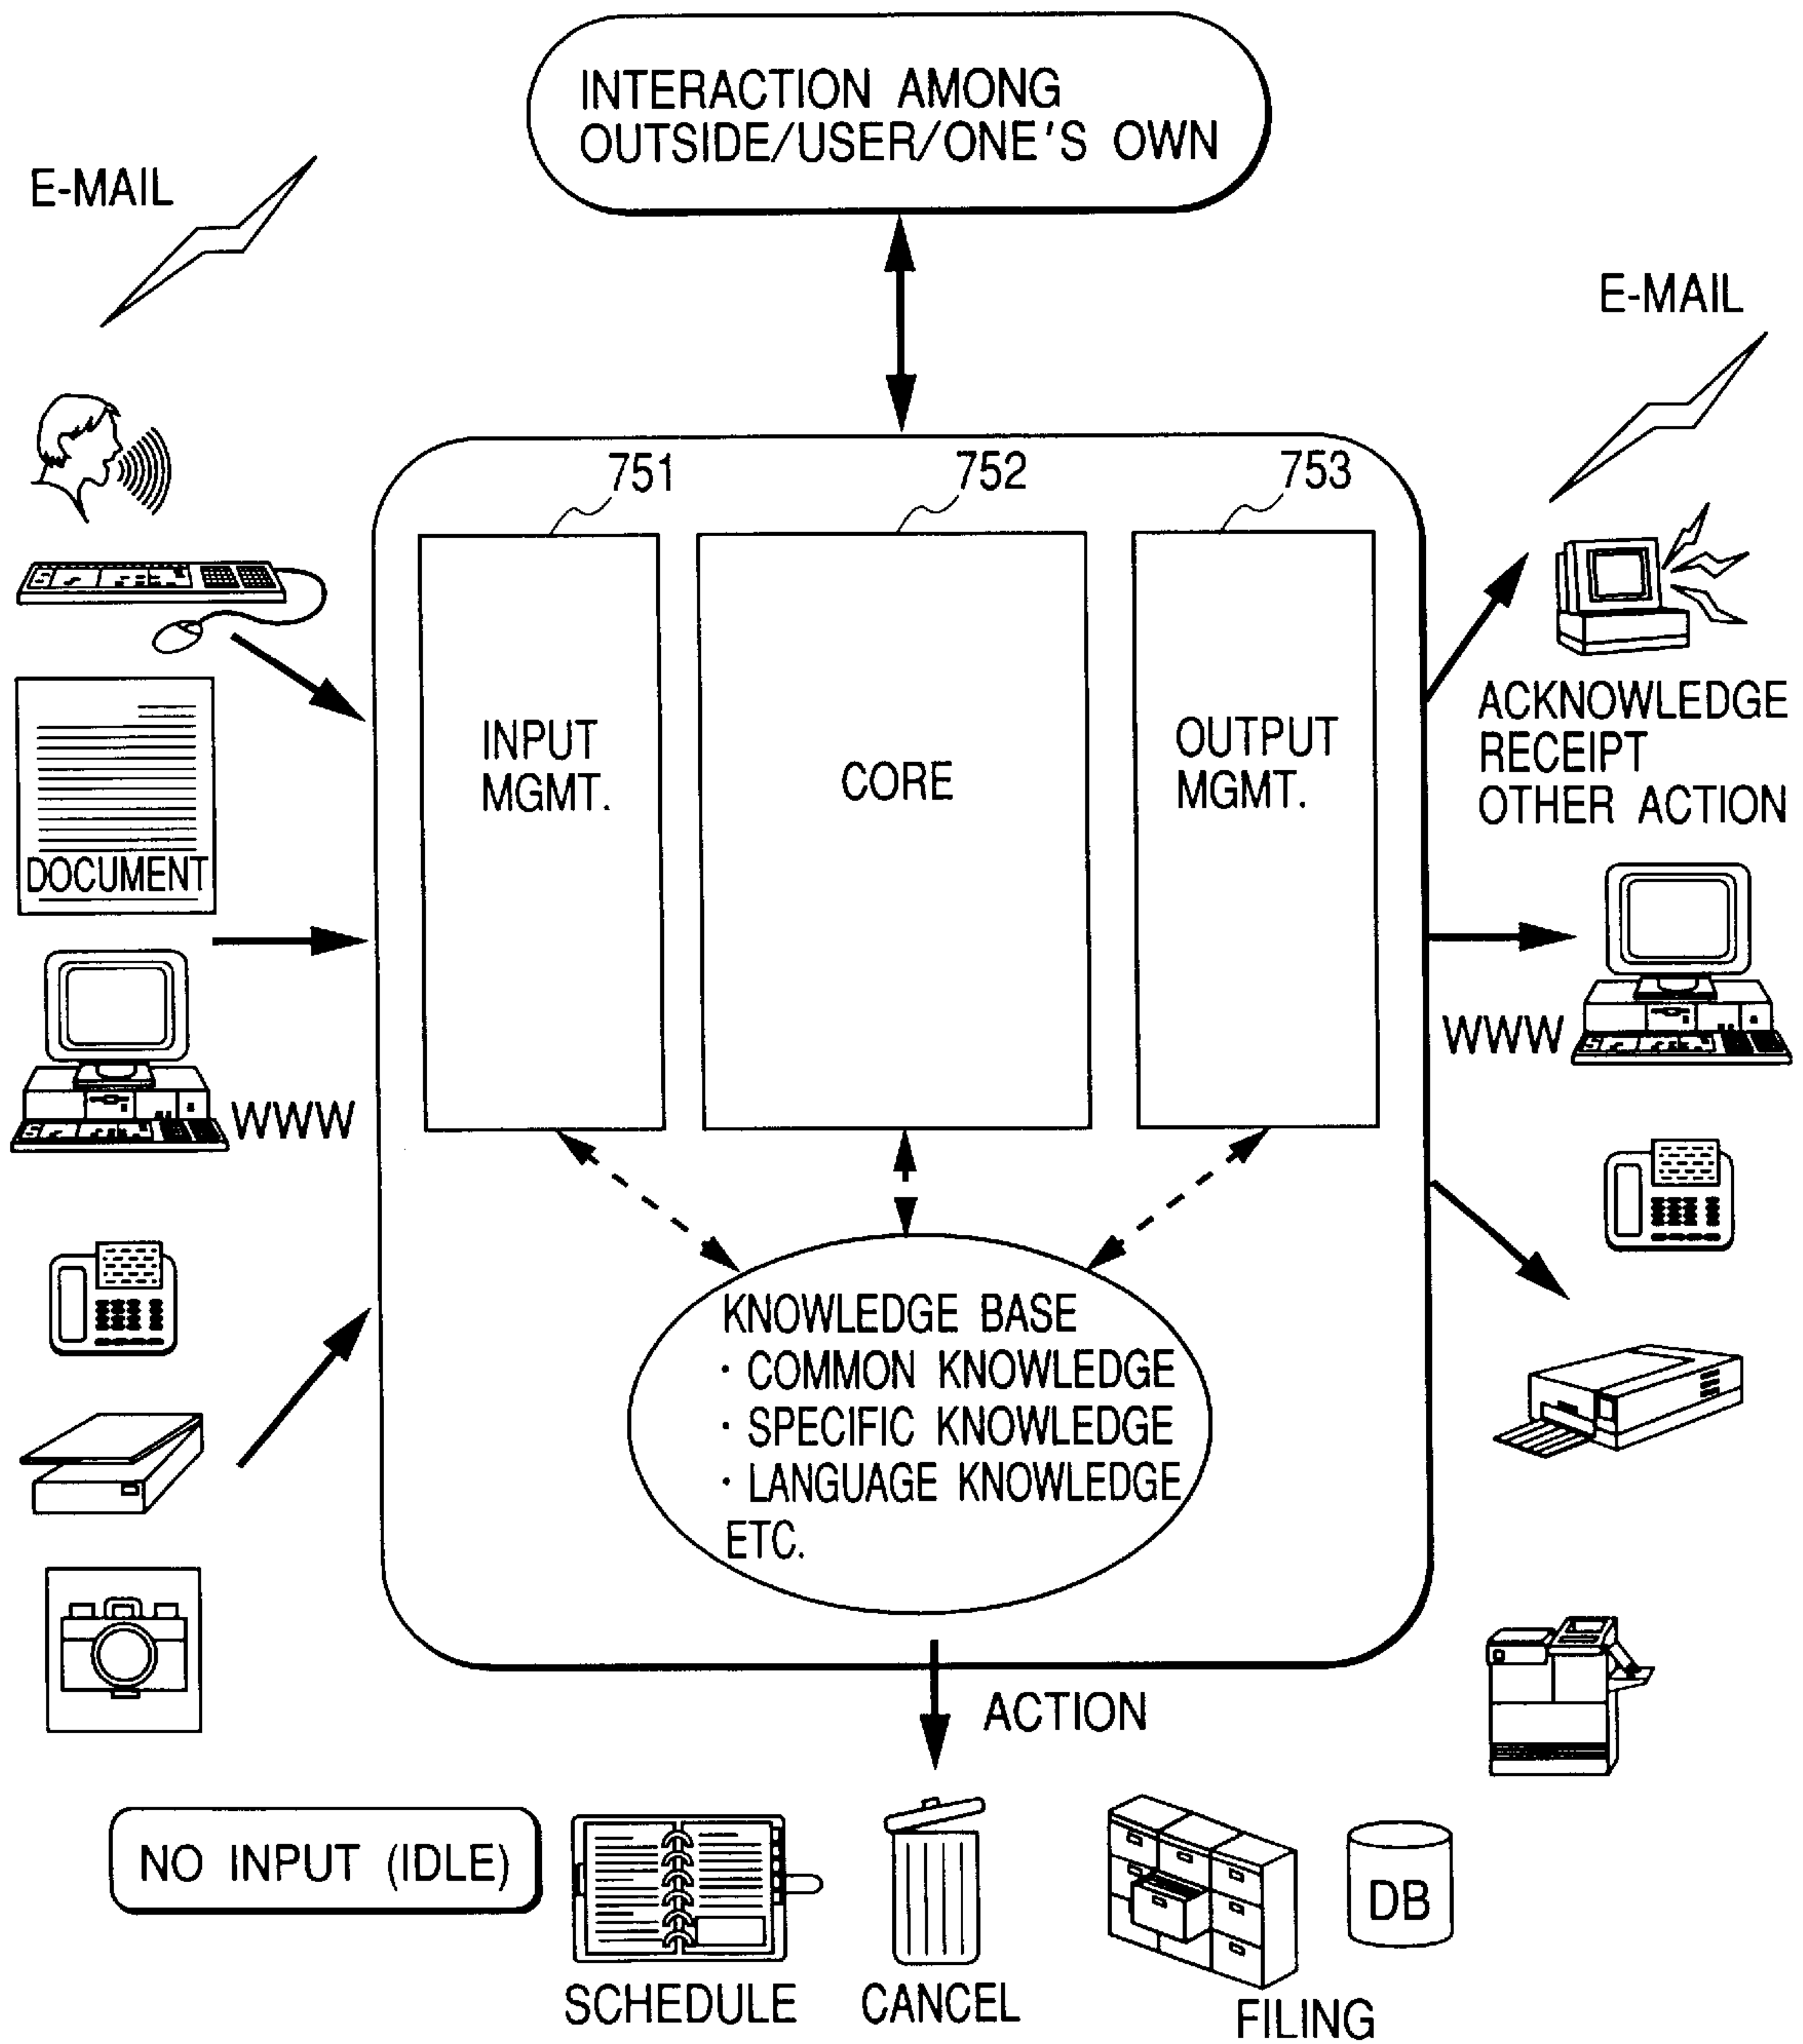 INTERACTION AMONG
OUTSIDE/USER/ONE'S OWN
E-MAIL
E-MAIL
751
752
753
INPUT
MGMT.
CORE
OUTPUT
MGMT.
ACKNOWLEDGE
RECEIPT
OTHER ACTION
DOCUMENT
WWW
WWW
KNOWLEDGE BASE
· COMMON KNOWLEDGE
· SPECIFIC KNOWLEDGE
· LANGUAGE KNOWLEDGE
ETC.
ACTION
NO INPUT (IDLE)
DB
SCHEDULE
CANCEL
FILING